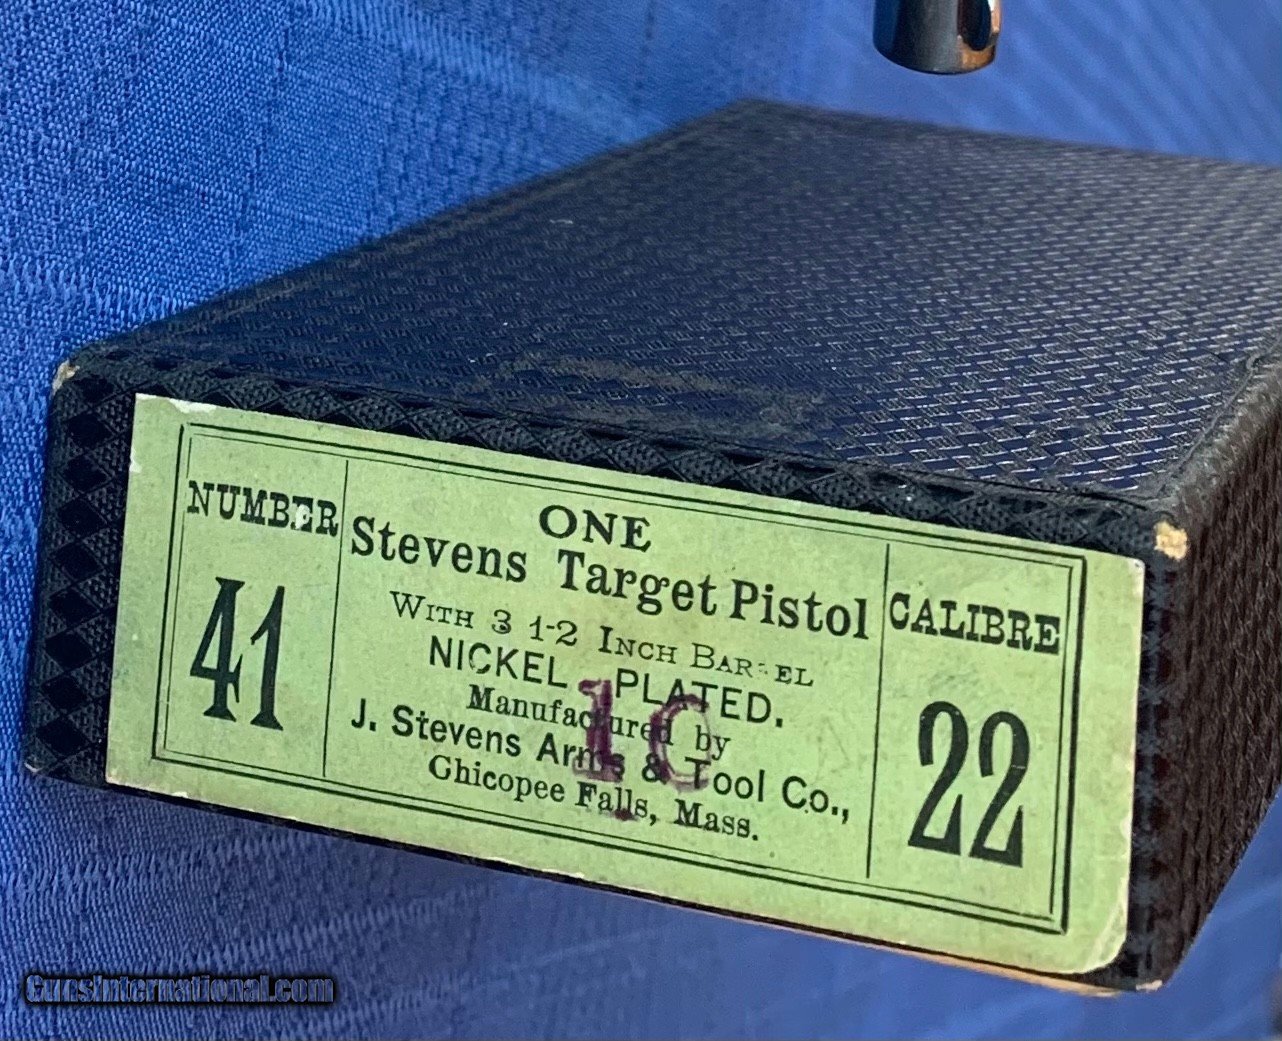 NUMBER
41
ONE
Stevens Target Pistol
WITH 3 1-2 INCH BARREL
NICKEL PLATED.
Manufactured by
J. Stevens Arms & Tool Co.,
Chicopee Falls, Mass.
10
CALIBRE
22
GunsInternational.com